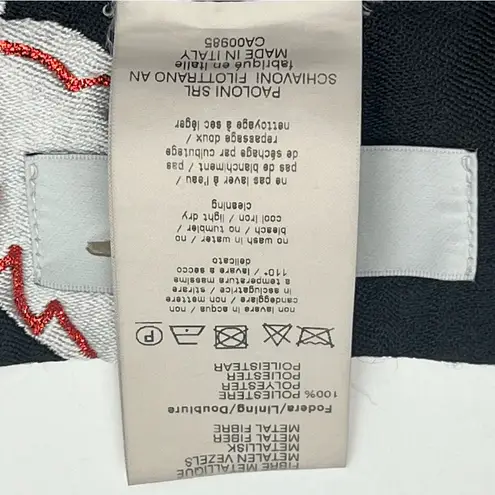 FIBRE METALLIQUE
METALEN VEZELS
METALLISK
METAL FIBER
METAL FIBRE
Fodera/Lining/Doublure
100% POLIESTERE
POLYESTER
POLIESTER
POILEISTEAR
P
non lavare in acqua / non
candeggiare / non mettere
in asciugatrice / stirare
a temperatura massima
110° / lavare a secco
delicato
no wash in water / no
bleach / no tumbler /
cool iron / light dry
cleaning
ne pas laver à l'eau /
pas de blanchiment / pas
de séchage par culbutage
/ repassage doux /
nettoyage à sec léger
PAOLONI SRL
SCHIAVONI FILOTTRANO AN
fabriqué en Italie
MADE IN ITALY
CA00985